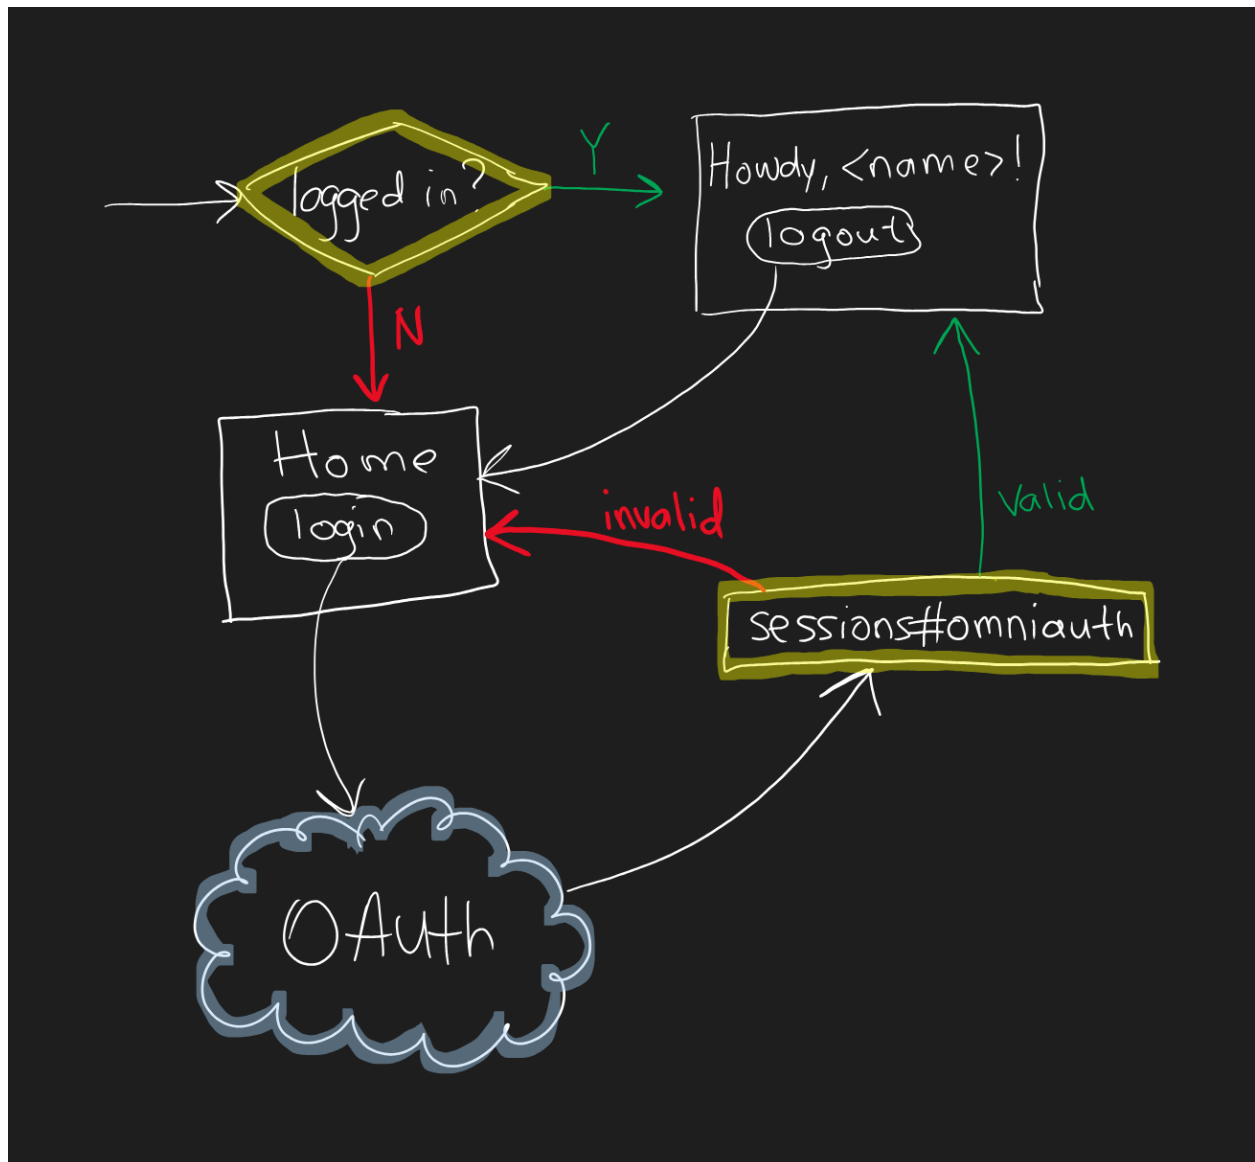 logged in?
Y
Howdy, <name>!
logout
N
Home
login
invalid
valid
sessions#omniauth
OAuth